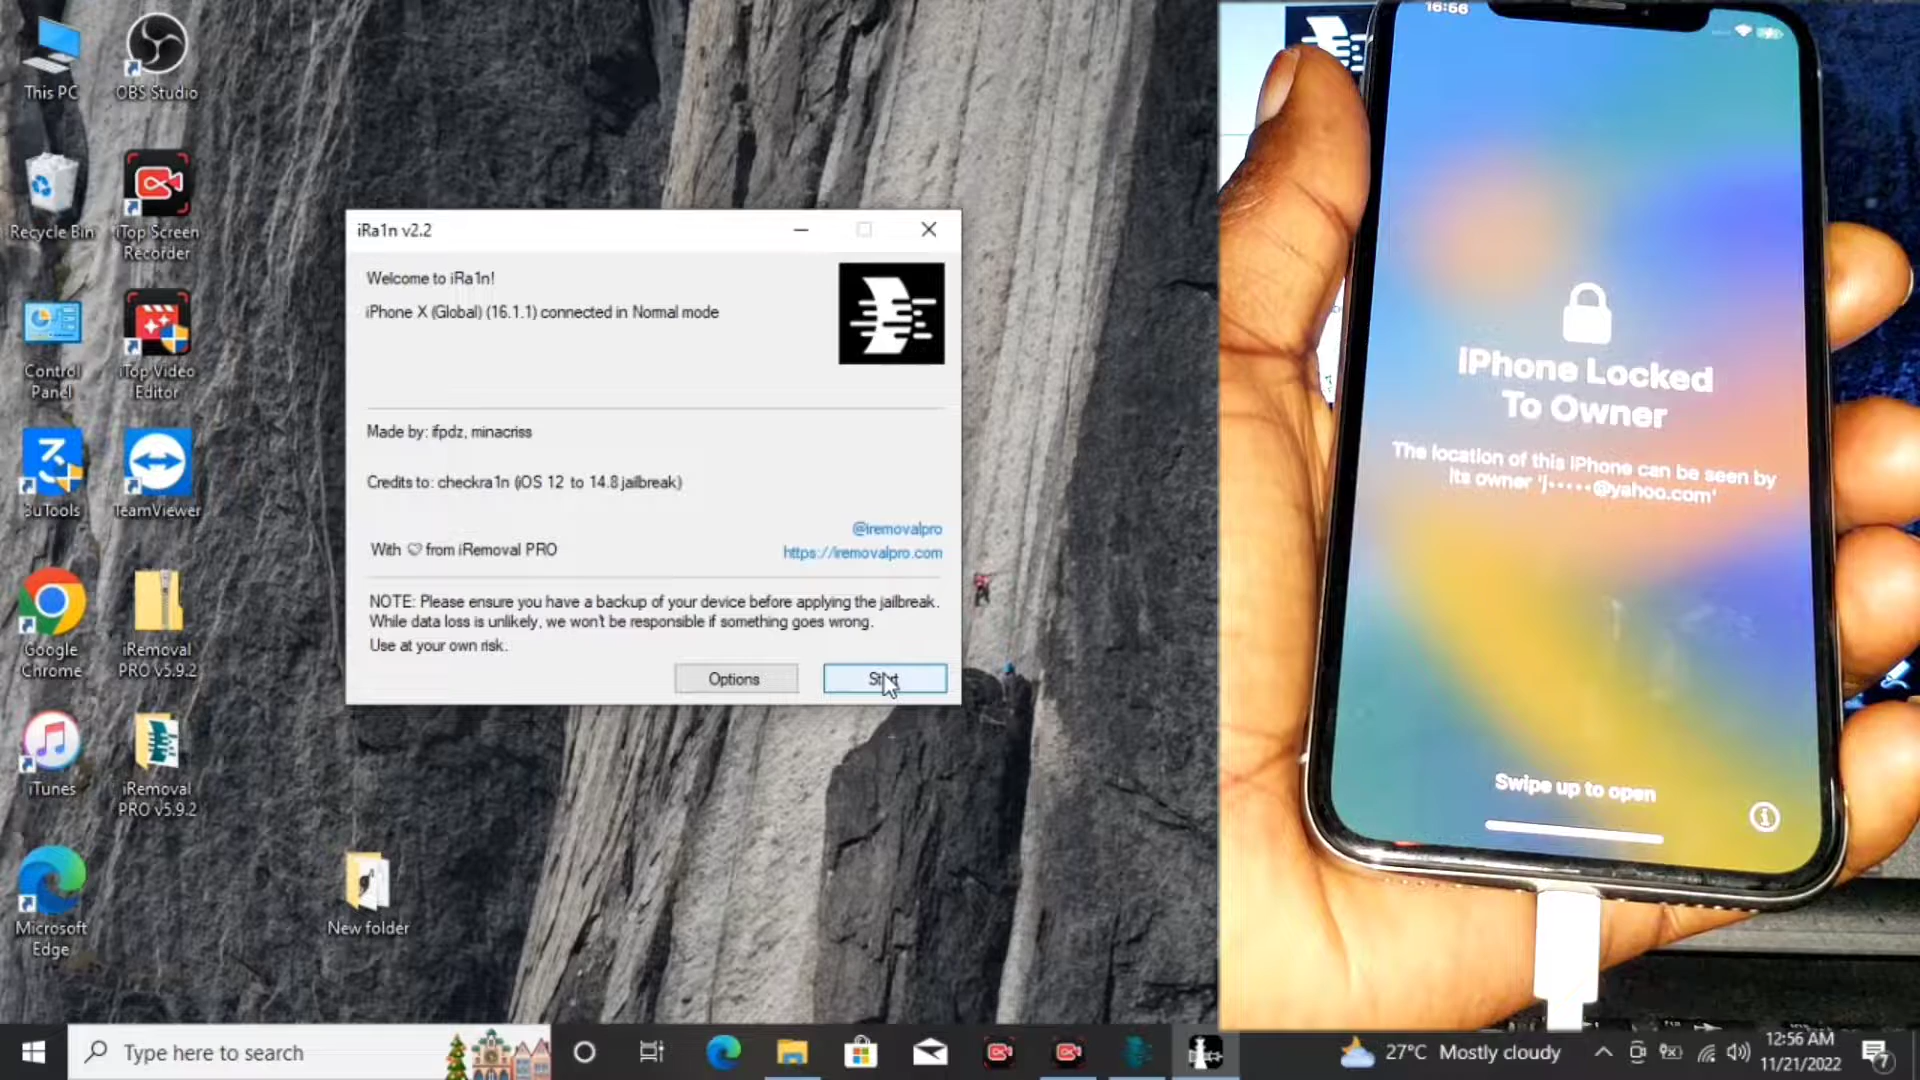 This PC
OBS Studio
Recycle Bin
iTop Screen
Recorder
Control
Panel
iTop Video
Editor
3uTools
TeamViewer
Google
Chrome
iRemoval
PRO v5.9.2
iTunes
iRemoval
PRO v5.9.2
Microsoft
Edge
New folder
iRa1n v2.2
Welcome to iRa1n!
iPhone X (Global) (16.1.1) connected in Normal mode
Made by: ifpdz, minacriss
Credits to: checkra1n (iOS 12 to 14.8 jailbreak)
@iremovalpro
With ♡ from iRemoval PRO
https://iremovalpro.com
NOTE: Please ensure you have a backup of your device before applying the jailbreak.
While data loss is unlikely, we won't be responsible if something goes wrong.
Use at your own risk.
Options
Start
16:56
iPhone Locked
To Owner
The location of this iPhone can be seen by
its owner 'j•••••@yahoo.com'
Swipe up to open
Type here to search
27°C Mostly cloudy
12:56 AM
11/21/2022
7